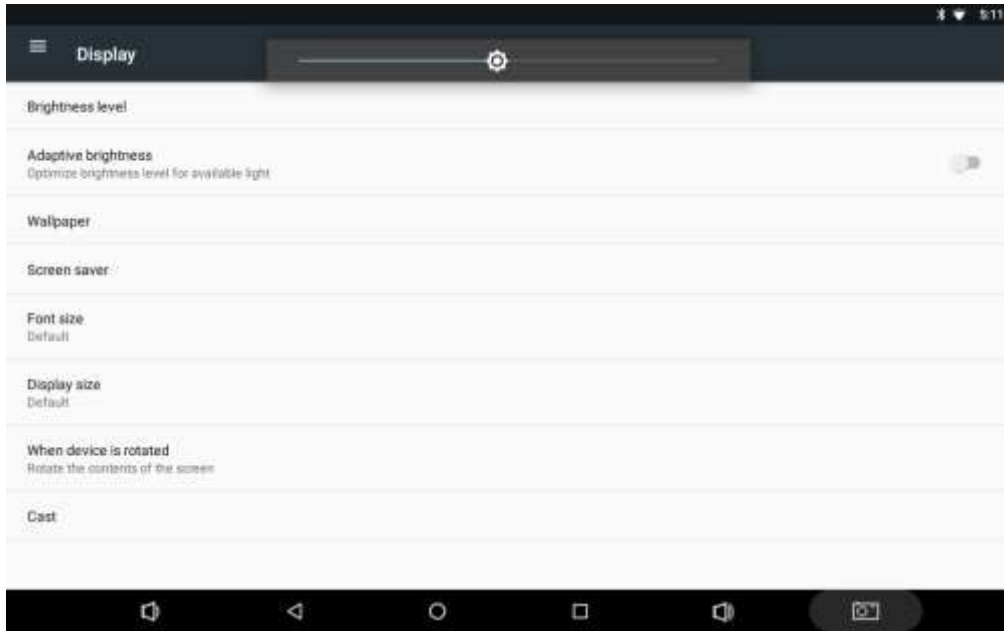 5:11
Display
Brightness level
Adaptive brightness
Optimize brightness level for available light
Wallpaper
Screen saver
Font size
Default
Display size
Default
When device is rotated
Rotate the contents of the screen
Cast